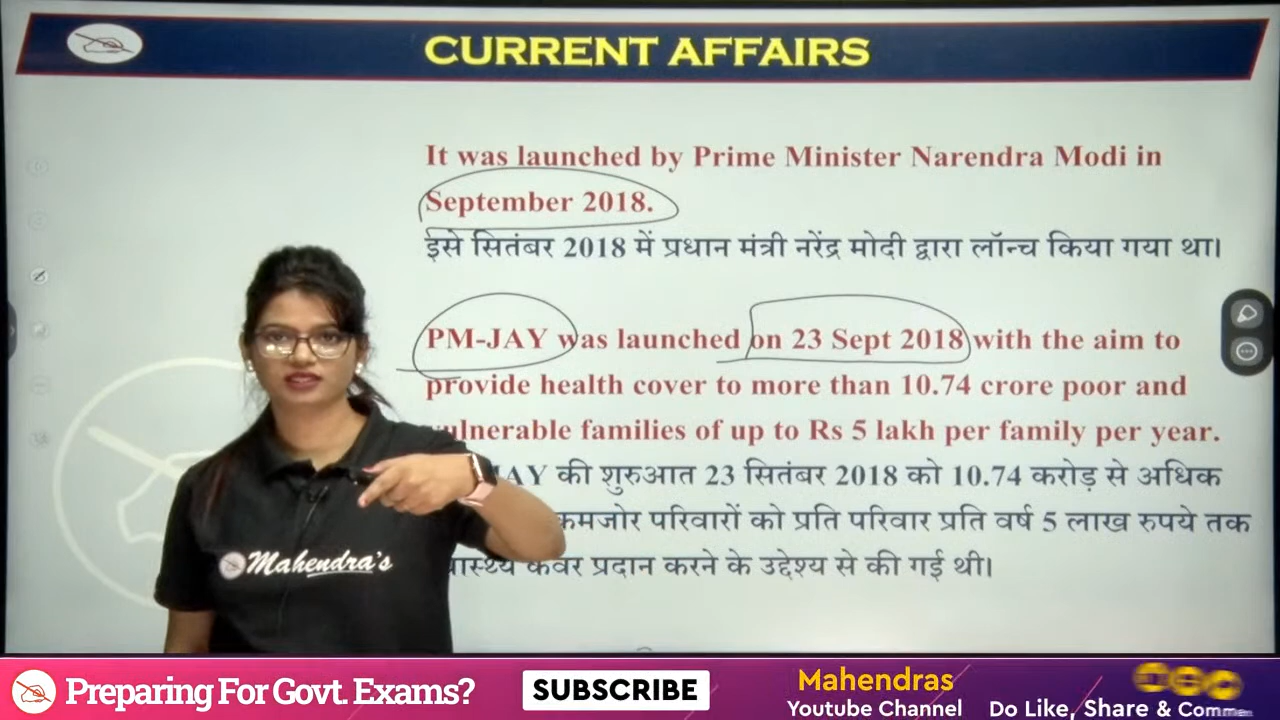 CURRENT AFFAIRS
It was launched by Prime Minister Narendra Modi in
September 2018.
ईसे सितंबर 2018 में प्रधान मंत्री नरेंद्र मोदी द्वारा लॉन्च किया गया था।
PM-JAY was launched on 23 Sept 2018 with the aim to
provide health cover to more than 10.74 crore poor and
vulnerable families of up to Rs 5 lakh per family per year.
की शुरुआत 23 सितंबर 2018 को 10.74 करोड़ से अधिक
कमजोर परिवारों को प्रति परिवार प्रति वर्ष 5 लाख रुपये तक
कवर प्रदान करने के उद्देश्य से की गई थी।
Mahendra's
Preparing For Govt. Exams?
SUBSCRIBE
Mahendras
Youtube Channel
Do Like, Share &